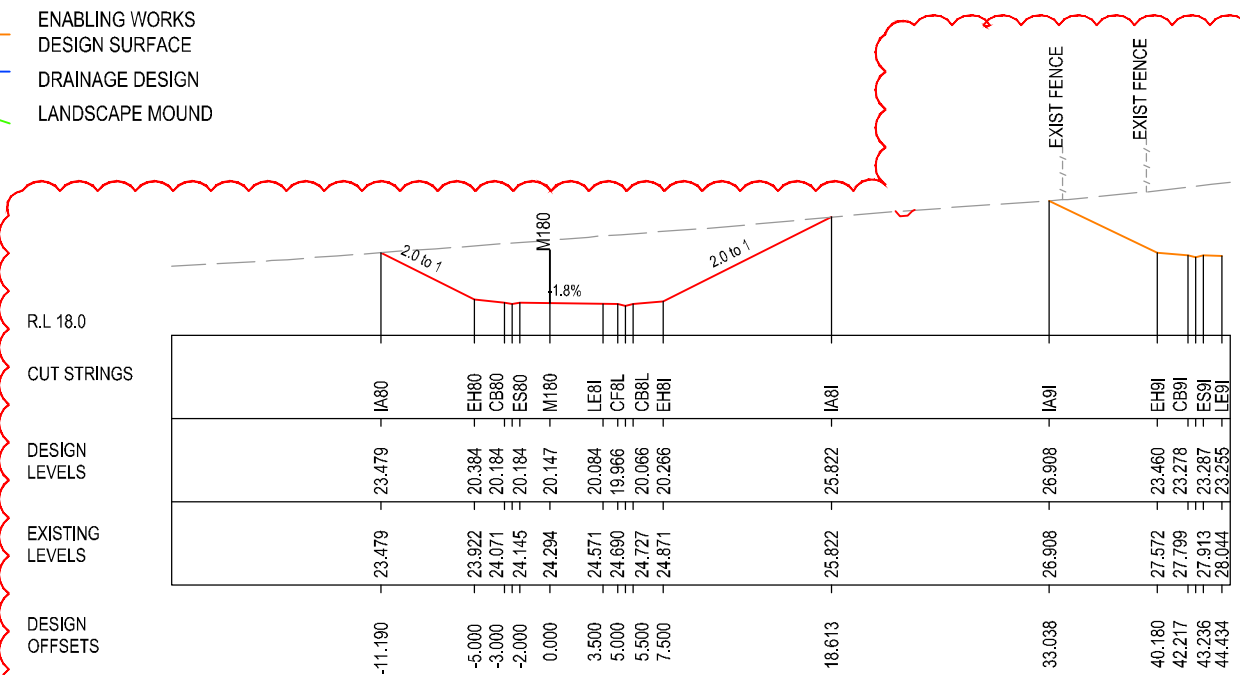 ENABLING WORKS
DESIGN SURFACE
DRAINAGE DESIGN
LANDSCAPE MOUND
EXIST FENCE
EXIST FENCE
2.0 to 1
M180
-1.8%
2.0 to 1
R.L 18.0
CUT STRINGS
IA80
EH80
CB80
ES80
M180
LE8I
CF8L
CB8L
EH8I
IA8I
IA9I
EH9I
CB9I
ES9I
LE9I
DESIGN
LEVELS
23.479
20.384
20.184
20.184
20.147
20.084
19.966
20.066
20.266
25.822
26.908
23.460
23.278
23.287
23.255
EXISTING
LEVELS
23.479
23.922
24.071
24.145
24.294
24.571
24.690
24.727
24.871
25.822
26.908
27.572
27.799
27.913
28.044
DESIGN
OFFSETS
-11.190
-5.000
-3.000
-2.000
0.000
3.500
5.000
5.500
7.500
18.613
33.038
40.180
42.217
43.236
44.434